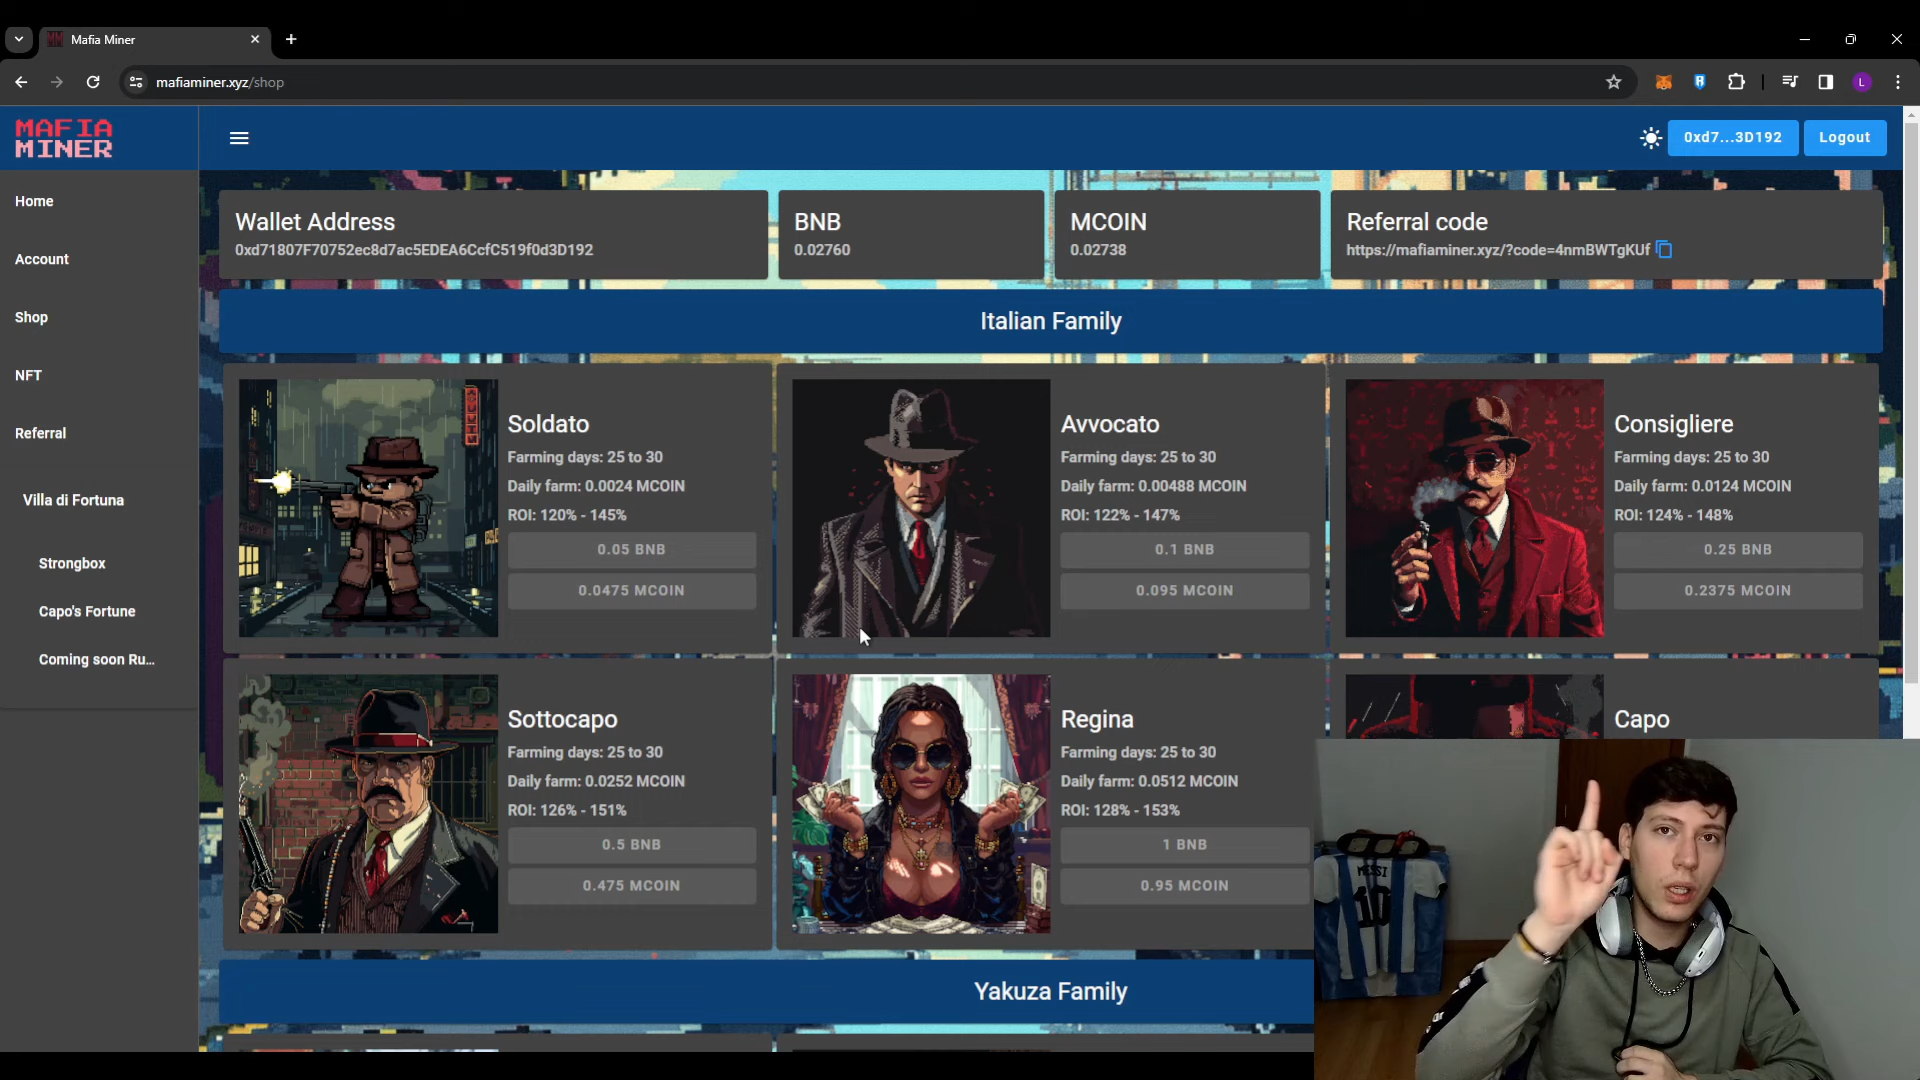 Mafia Miner
mafiaminer.xyz/shop
L
MAFIA
MINER
0xd7...3D192
Logout
Home
Account
Shop
NFT
Referral
Villa di Fortuna
Strongbox
Capo's Fortune
Coming soon Ru...
Wallet Address
0xd71807F70752ec8d7ac5EDEA6CcfC519f0d3D192
BNB
0.02760
MCOIN
0.02738
Referral code
https://mafiaminer.xyz/?code=4nmBWTgKUf
Italian Family
Soldato
Farming days: 25 to 30
Daily farm: 0.0024 MCOIN
ROI: 120% - 145%
0.05 BNB
0.0475 MCOIN
Avvocato
Farming days: 25 to 30
Daily farm: 0.00488 MCOIN
ROI: 122% - 147%
0.1 BNB
0.095 MCOIN
Consigliere
Farming days: 25 to 30
Daily farm: 0.0124 MCOIN
ROI: 124% - 148%
0.25 BNB
0.2375 MCOIN
Sottocapo
Farming days: 25 to 30
Daily farm: 0.0252 MCOIN
ROI: 126% - 151%
0.5 BNB
0.475 MCOIN
Regina
Farming days: 25 to 30
Daily farm: 0.0512 MCOIN
ROI: 128% - 153%
1 BNB
0.95 MCOIN
Capo
Yakuza Family
MESSI
10